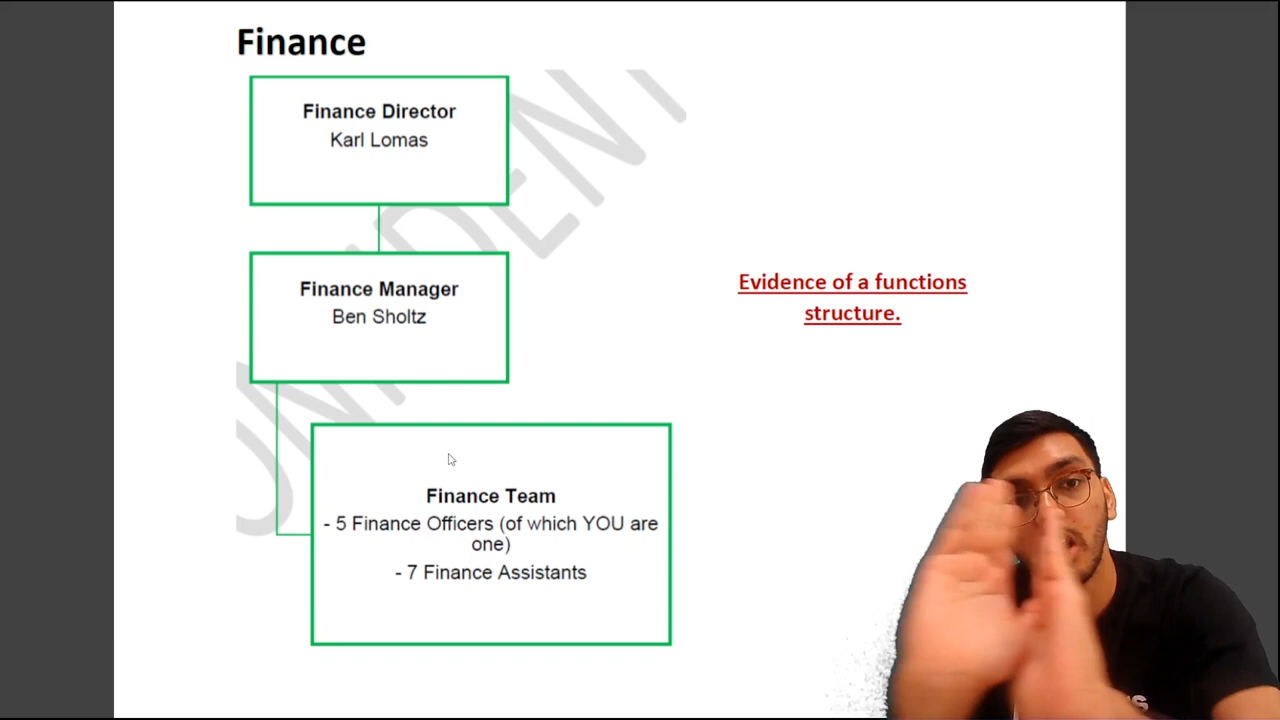 Finance
Finance Director
Karl Lomas
Finance Manager
Ben Sholtz
Evidence of a functions
structure.
Finance Team
- 5 Finance Officers (of which YOU are
one)
- 7 Finance Assistants